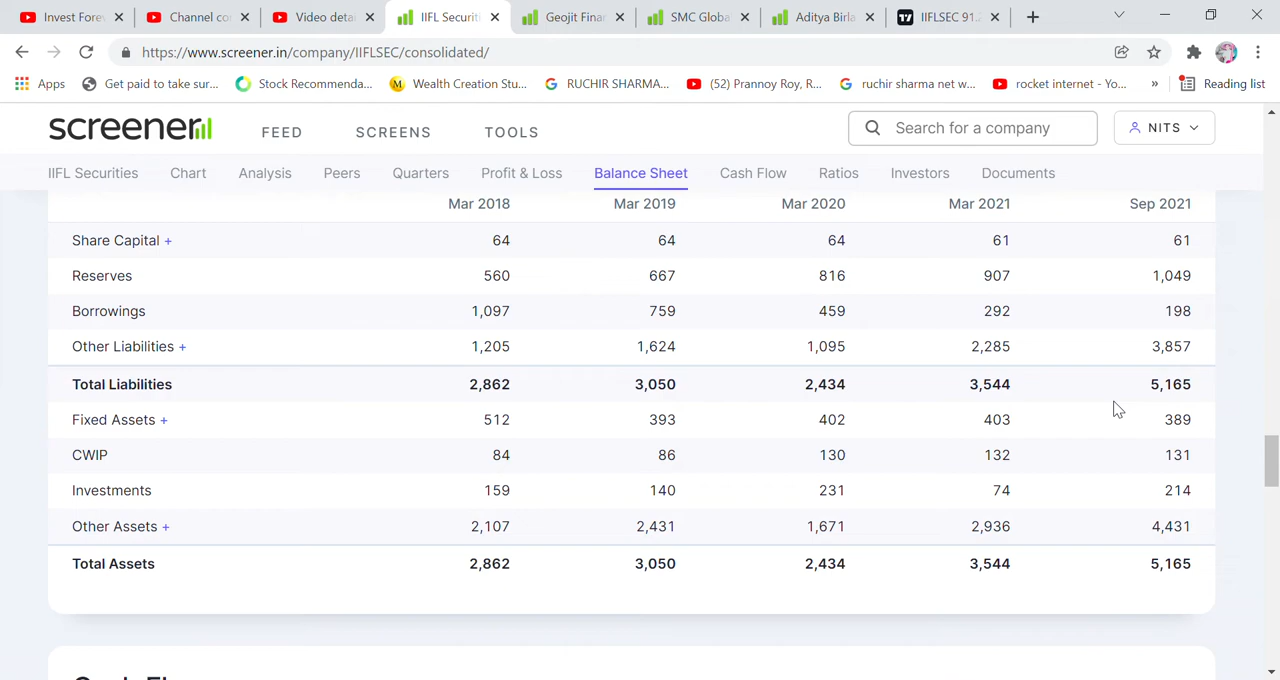 Invest Forev
Channel co
Video detai
IIFL Securiti
Geojit Finan
SMC Globa
Aditya Birla
IIFLSEC 91.
https://www.screener.in/company/IIFLSEC/consolidated/
Apps
Get paid to take sur...
Stock Recommenda...
Wealth Creation Stu...
RUCHIR SHARMA...
(52) Prannoy Roy, R...
ruchir sharma net w...
rocket internet - Yo...
»
Reading list
screener
FEED
SCREENS
TOOLS
Search for a company
NITS
IIFL Securities
Chart
Analysis
Peers
Quarters
Profit & Loss
Balance Sheet
Cash Flow
Ratios
Investors
Documents
Mar 2018 Mar 2019 Mar 2020 Mar 2021 Sep 2021
Share Capital + 64 64 64 61 61
Reserves 560 667 816 907 1,049
Borrowings 1,097 759 459 292 198
Other Liabilities + 1,205 1,624 1,095 2,285 3,857
Total Liabilities 2,862 3,050 2,434 3,544 5,165
Fixed Assets + 512 393 402 403 389
CWIP 84 86 130 132 131
Investments 159 140 231 74 214
Other Assets + 2,107 2,431 1,671 2,936 4,431
Total Assets 2,862 3,050 2,434 3,544 5,165